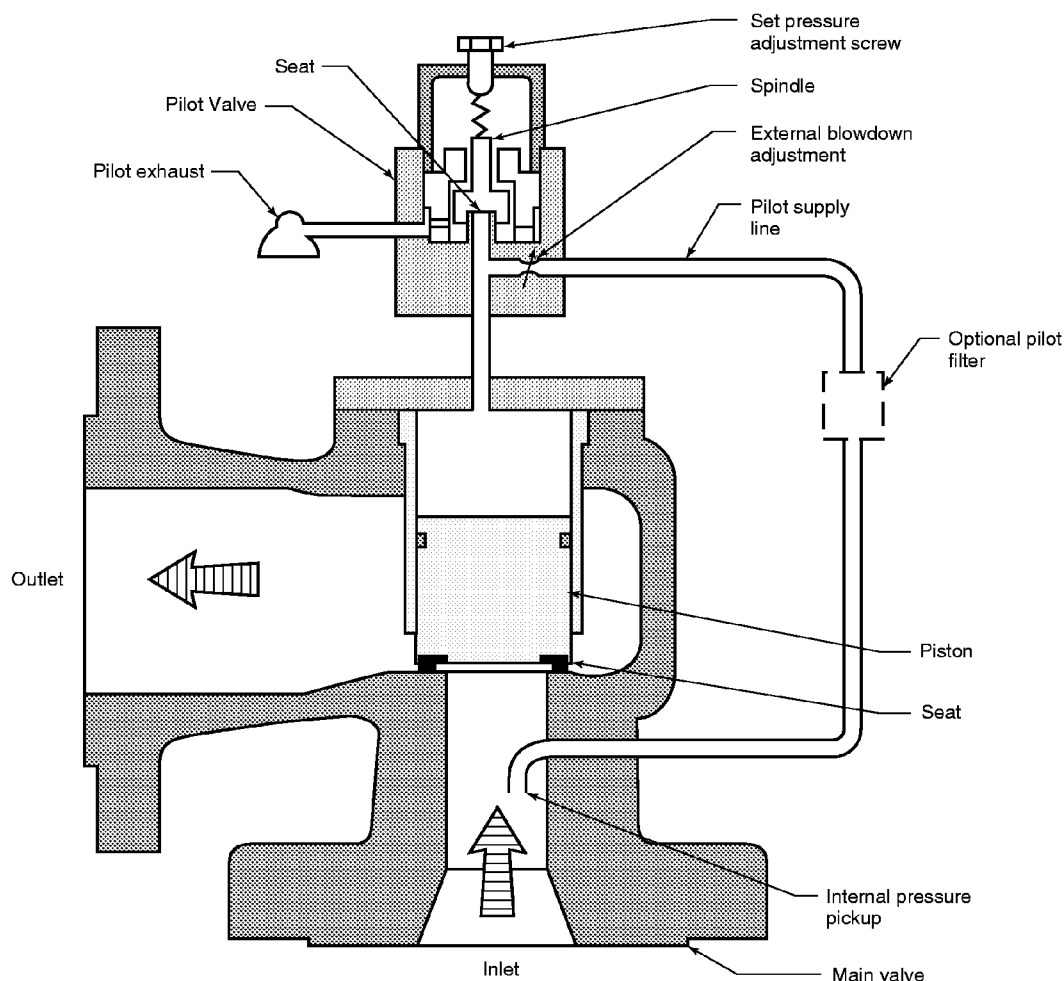 Set pressure
adjustment screw
Seat
Spindle
Pilot Valve
External blowdown
adjustment
Pilot exhaust
Pilot supply
line
Optional pilot
filter
Outlet
Piston
Seat
Internal pressure
pickup
Inlet
Main valve